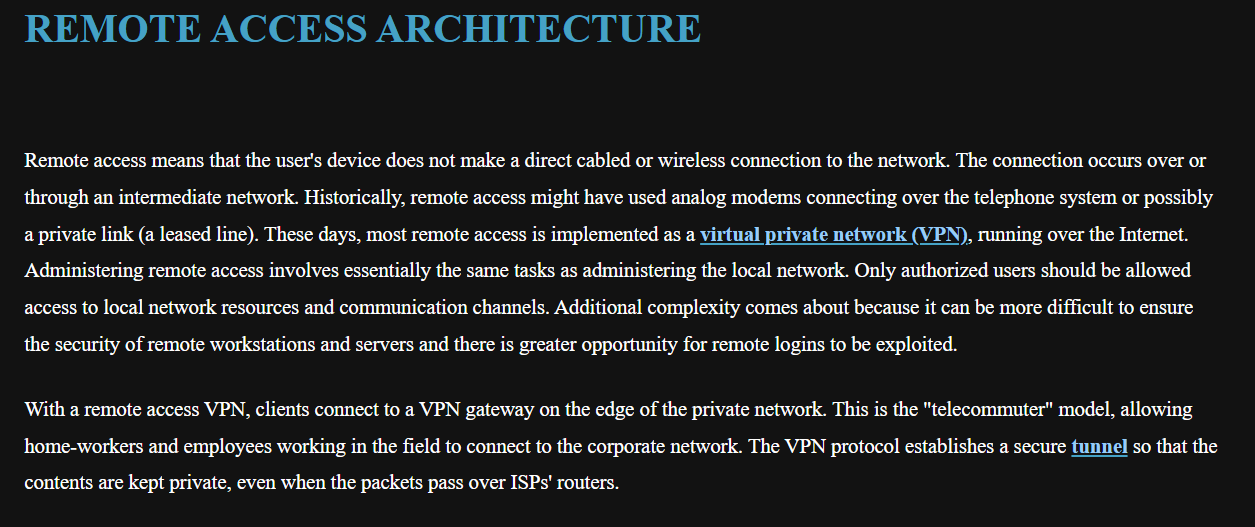 REMOTE ACCESS ARCHITECTURE
Remote access means that the user's device does not make a direct cabled or wireless connection to the network. The connection occurs over or
through an intermediate network. Historically, remote access might have used analog modems connecting over the telephone system or possibly
a private link (a leased line). These days, most remote access is implemented as a virtual private network (VPN), running over the Internet.
Administering remote access involves essentially the same tasks as administering the local network. Only authorized users should be allowed
access to local network resources and communication channels. Additional complexity comes about because it can be more difficult to ensure
the security of remote workstations and servers and there is greater opportunity for remote logins to be exploited.
With a remote access VPN, clients connect to a VPN gateway on the edge of the private network. This is the "telecommuter" model, allowing
home-workers and employees working in the field to connect to the corporate network. The VPN protocol establishes a secure tunnel so that the
contents are kept private, even when the packets pass over ISPs' routers.